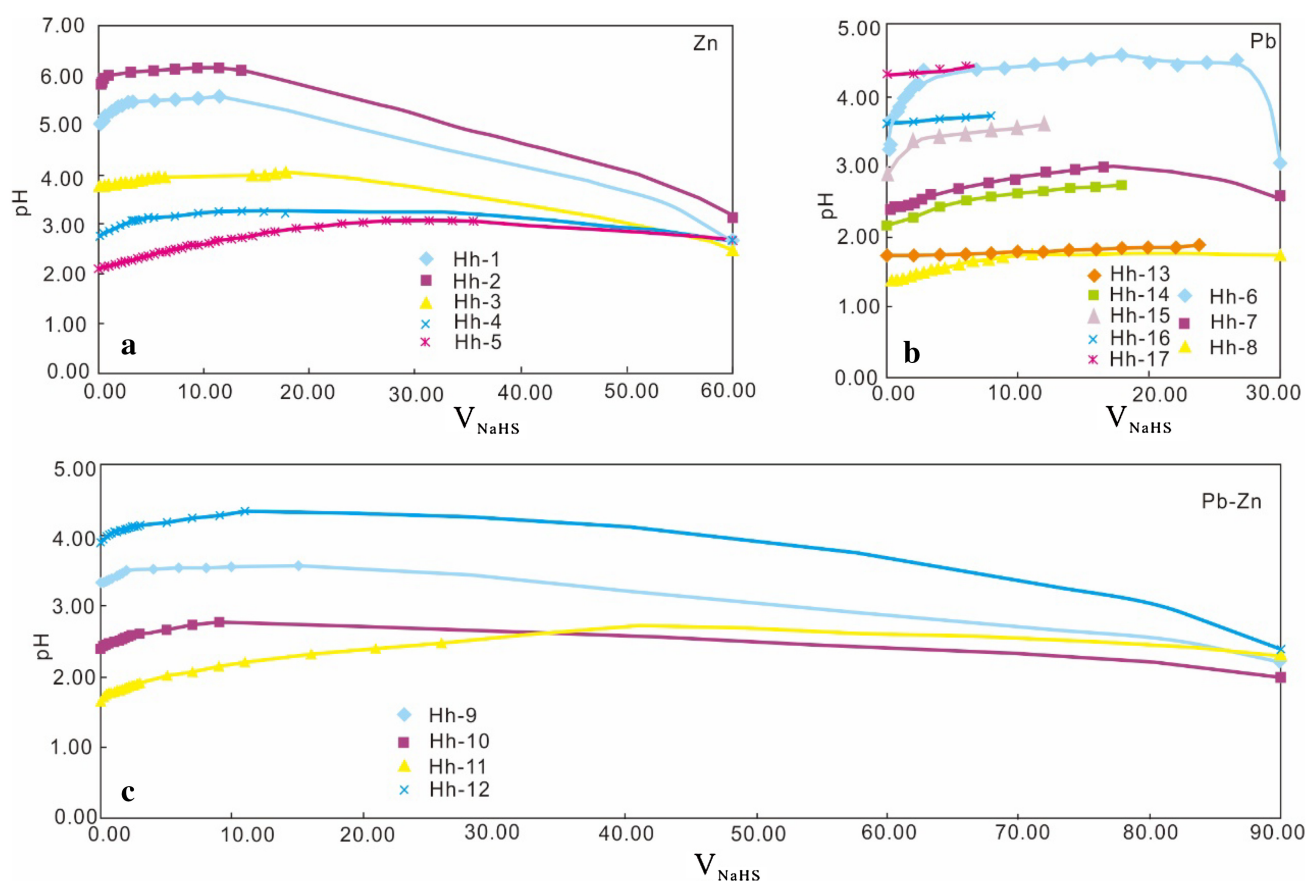 7.00
6.00
5.00
4.00
3.00
2.00
1.00
0.00
pH
Zn
Hh-1
Hh-2
Hh-3
Hh-4
Hh-5
a
0.00 10.00 20.00 30.00 40.00 50.00 60.00
V NaHS
5.00
4.00
3.00
2.00
1.00
0.00
pH
Pb
Hh-13
Hh-14
Hh-15
Hh-16
Hh-17
Hh-6
Hh-7
Hh-8
b
0.00 10.00 20.00 30.00
V NaHS
5.00
4.00
3.00
2.00
1.00
0.00
pH
Pb-Zn
Hh-9
Hh-10
Hh-11
Hh-12
c
0.00 10.00 20.00 30.00 40.00 50.00 60.00 70.00 80.00 90.00
V NaHS